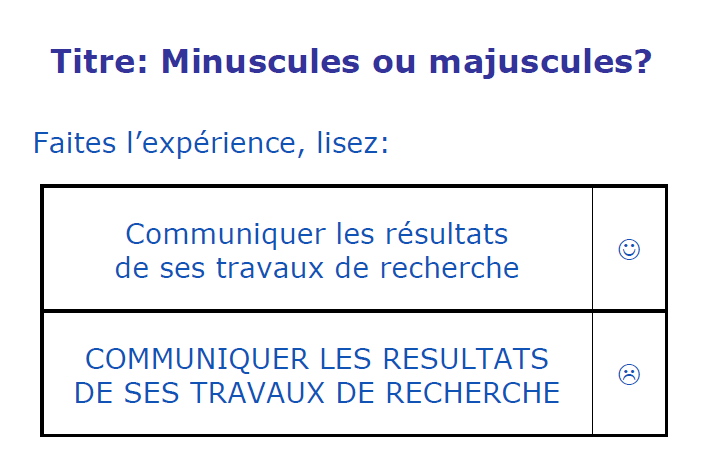 Titre: Minuscules ou majuscules?
Faites l’expérience, lisez:
Communiquer les résultats
de ses travaux de recherche
☺
COMMUNIQUER LES RESULTATS
DE SES TRAVAUX DE RECHERCHE
☹